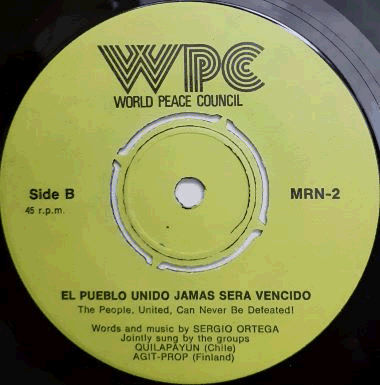 WPC
WORLD PEACE COUNCIL
Side B
45 r.p.m.
MRN-2
EL PUEBLO UNIDO JAMAS SERA VENCIDO
The People, United, Can Never Be Defeated!
Words and music by SERGIO ORTEGA
Jointly sung by the groups
QUILAPAYUN (Chile)
AGIT-PROP (Finland)